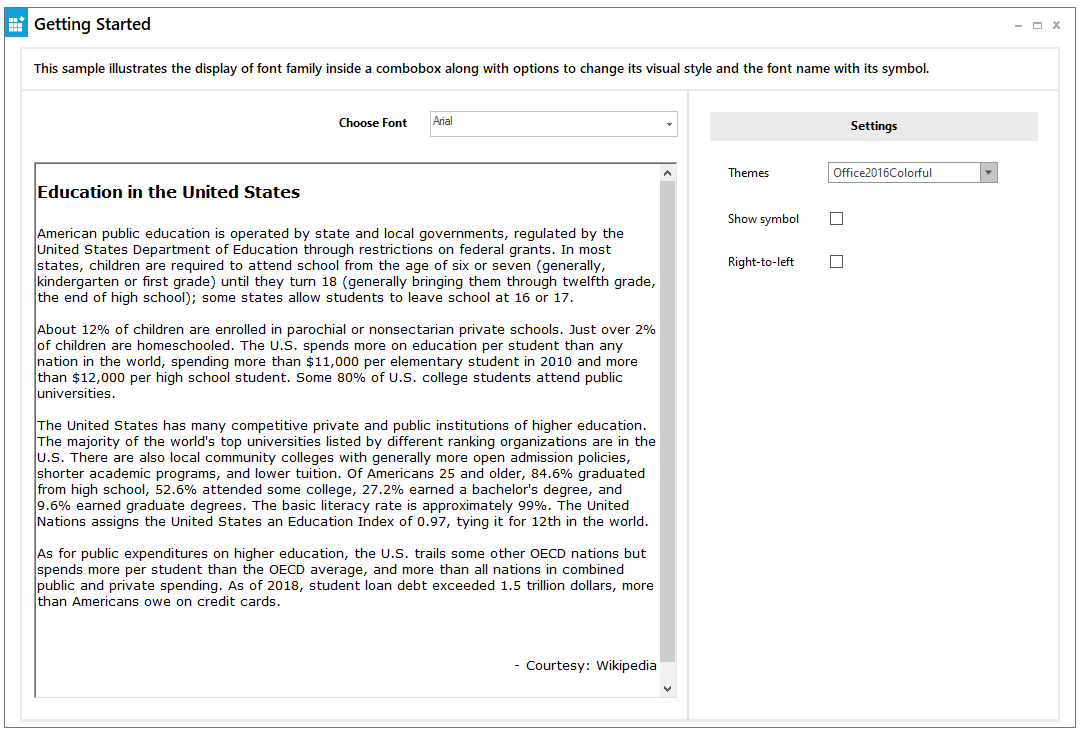 Getting Started
This sample illustrates the display of font family inside a combobox along with options to change its visual style and the font name with its symbol.
Choose Font
Arial
Education in the United States
American public education is operated by state and local governments, regulated by the
United States Department of Education through restrictions on federal grants. In most
states, children are required to attend school from the age of six or seven (generally,
kindergarten or first grade) until they turn 18 (generally bringing them through twelfth grade,
the end of high school); some states allow students to leave school at 16 or 17.
About 12% of children are enrolled in parochial or nonsectarian private schools. Just over 2%
of children are homeschooled. The U.S. spends more on education per student than any
nation in the world, spending more than $11,000 per elementary student in 2010 and more
than $12,000 per high school student. Some 80% of U.S. college students attend public
universities.
The United States has many competitive private and public institutions of higher education.
The majority of the world's top universities listed by different ranking organizations are in the
U.S. There are also local community colleges with generally more open admission policies,
shorter academic programs, and lower tuition. Of Americans 25 and older, 84.6% graduated
from high school, 52.6% attended some college, 27.2% earned a bachelor's degree, and
9.6% earned graduate degrees. The basic literacy rate is approximately 99%. The United
Nations assigns the United States an Education Index of 0.97, tying it for 12th in the world.
As for public expenditures on higher education, the U.S. trails some other OECD nations but
spends more per student than the OECD average, and more than all nations in combined
public and private spending. As of 2018, student loan debt exceeded 1.5 trillion dollars, more
than Americans owe on credit cards.
- Courtesy: Wikipedia
Settings
Themes
Office2016Colorful
Show symbol
Right-to-left